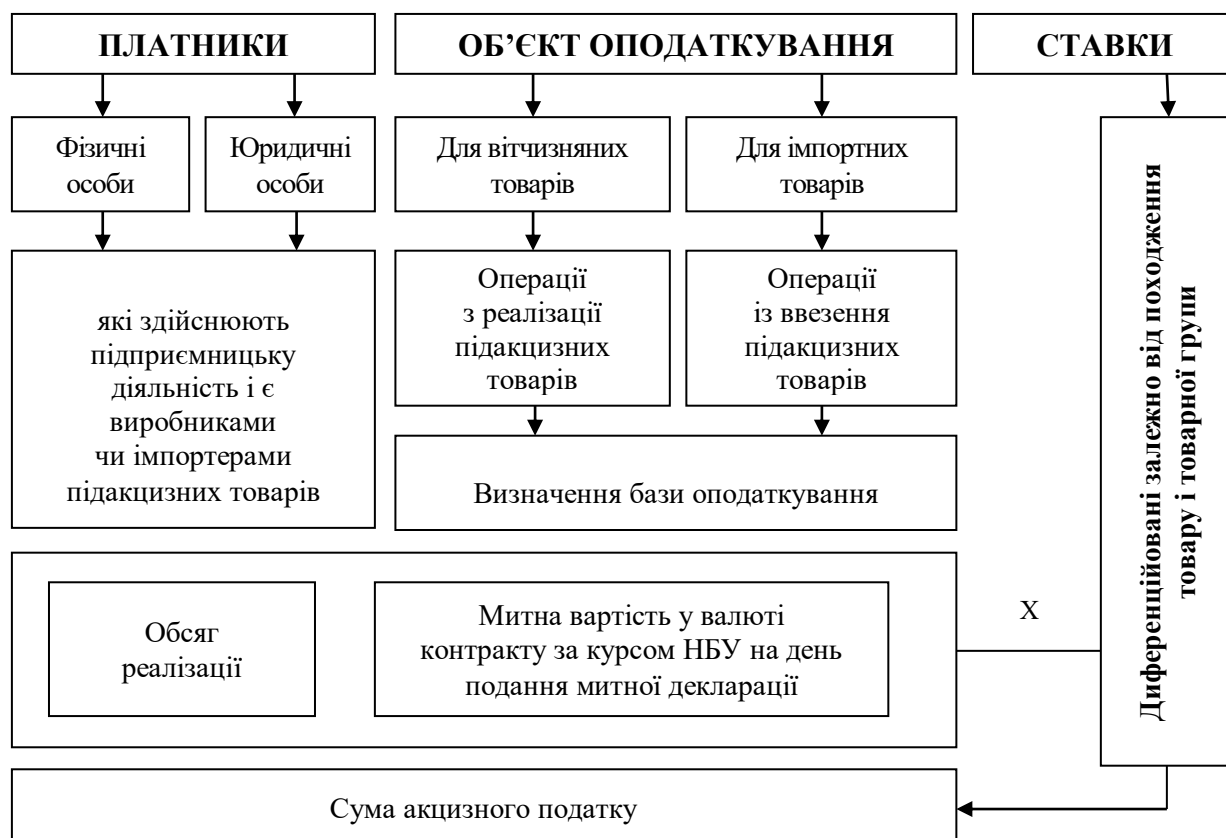 ПЛАТНИКИ
ОБ’ЄКТ ОПОДАТКУВАННЯ
СТАВКИ
Фізичні
особи
Юридичні
особи
Для вітчизняних
товарів
Для імпортних
товарів
які здійснюють
підприємницьку
діяльність і є
виробниками
чи імпортерами
підакцизних товарів
Операції
з реалізації
підакцизних
товарів
Операції
із ввезення
підакцизних
товарів
Визначення бази оподаткування
Диференційовані залежно від походження
товару і товарної групи
Обсяг
реалізації
Митна вартість у валюті
контракту за курсом НБУ на день
подання митної декларації
Х
Сума акцизного податку